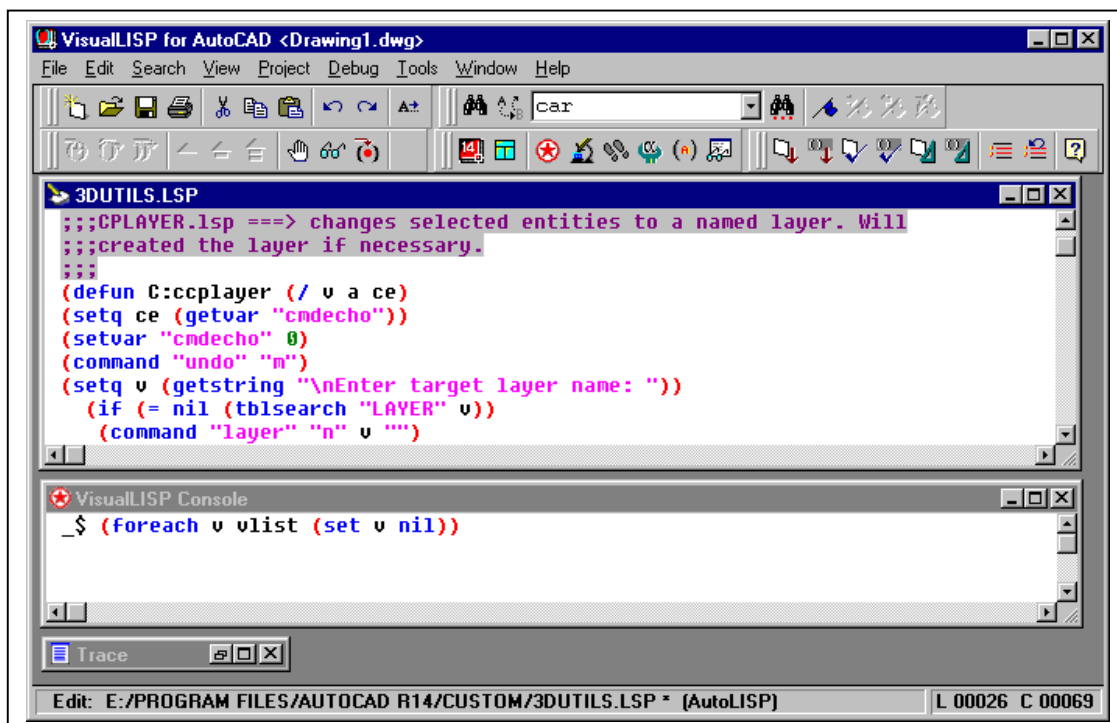 VisualLISP for AutoCAD <Drawing1.dwg>
File Edit Search View Project Debug Tools Window Help
car
3DUTILS.LSP
;;;CPLAYER.lsp ===> changes selected entities to a named layer. Will
;;;created the layer if necessary.
;;;
(defun C:ccplayer (/ v a ce)
(setq ce (getvar "cmdecho"))
(setvar "cmdecho" 0)
(command "undo" "m")
(setq v (getstring "\nEnter target layer name: "))
(if (= nil (tblsearch "LAYER" v))
(command "layer" "n" v "")
VisualLISP Console
_$ (foreach v vlist (set v nil))
Trace
Edit: E:/PROGRAM FILES/AUTOCAD R14/CUSTOM/3DUTILS.LSP * (AutoLISP) L 00026 C 00069